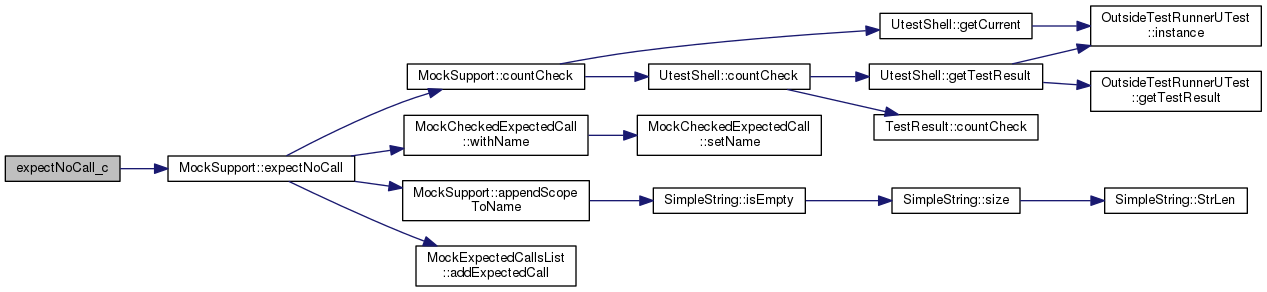 expectNoCall_c
MockSupport::expectNoCall
MockSupport::countCheck
UtestShell::getCurrent
OutsideTestRunnerUTest
::instance
UtestShell::countCheck
UtestShell::getTestResult
OutsideTestRunnerUTest
::getTestResult
TestResult::countCheck
MockCheckedExpectedCall
::withName
MockCheckedExpectedCall
::setName
MockSupport::appendScope
ToName
SimpleString::isEmpty
SimpleString::size
SimpleString::StrLen
MockExpectedCallsList
::addExpectedCall